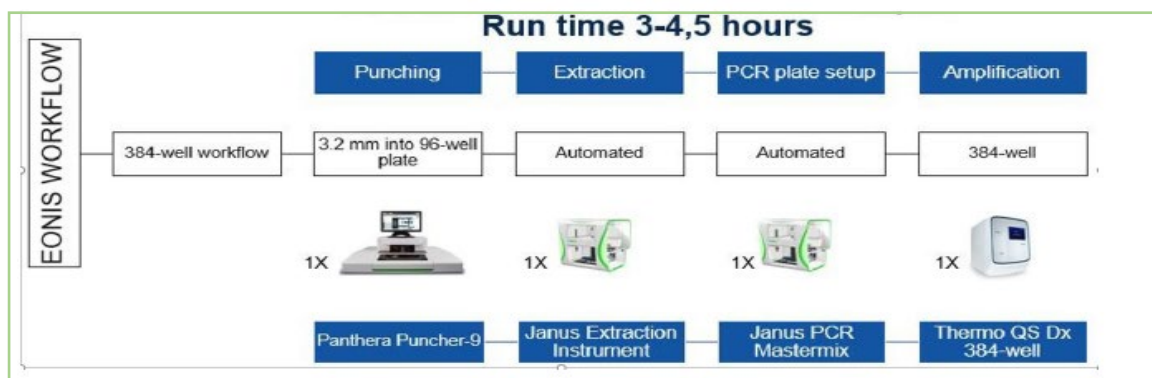 Run time 3-4,5 hours
EONIS WORKFLOW
Punching
Extraction
PCR plate setup
Amplification
384-well workflow
3.2 mm into 96-well
plate
Automated
Automated
384-well
1X
1X
1X
1X
Panthera Puncher-9
Janus Extraction
Instrument
Janus PCR
Mastermix
Thermo QS Dx
384-well